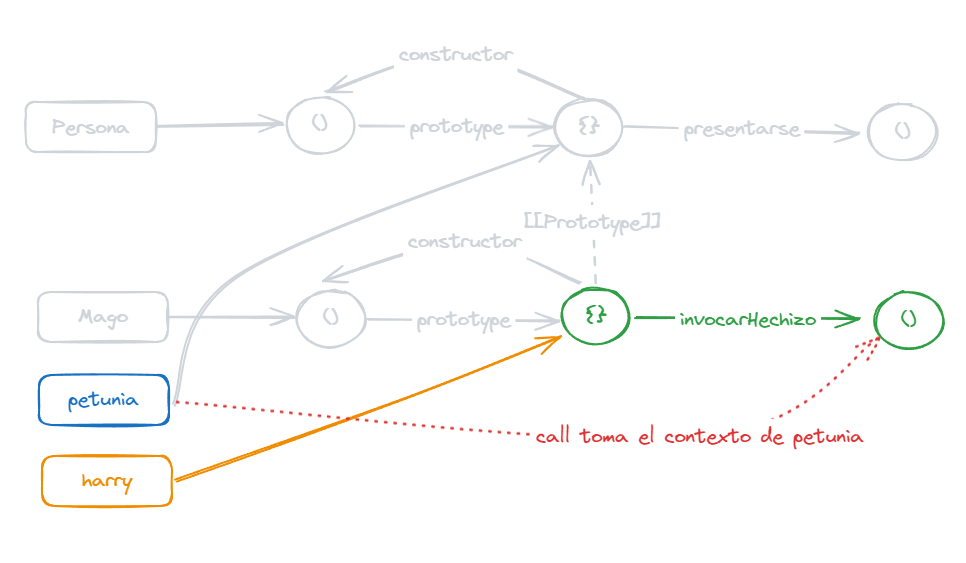 constructor
Persona
()
prototype
{}
presentarse
()
[[Prototype]]
constructor
Mago
()
prototype
{}
invocarHechizo
()
petunia
call toma el contexto de petunia
harry